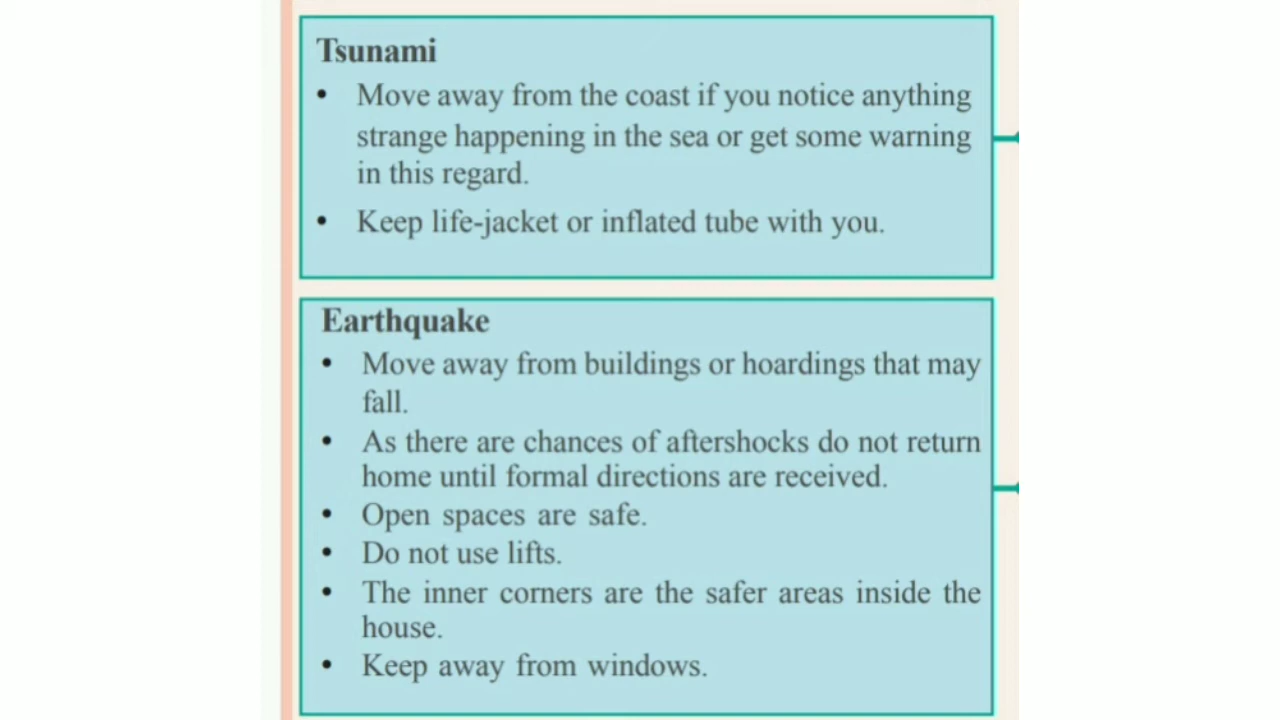 Tsunami
• Move away from the coast if you notice anything
strange happening in the sea or get some warning
in this regard.
• Keep life-jacket or inflated tube with you.
Earthquake
• Move away from buildings or hoardings that may
fall.
• As there are chances of aftershocks do not return
home until formal directions are received.
• Open spaces are safe.
• Do not use lifts.
• The inner corners are the safer areas inside the
house.
• Keep away from windows.